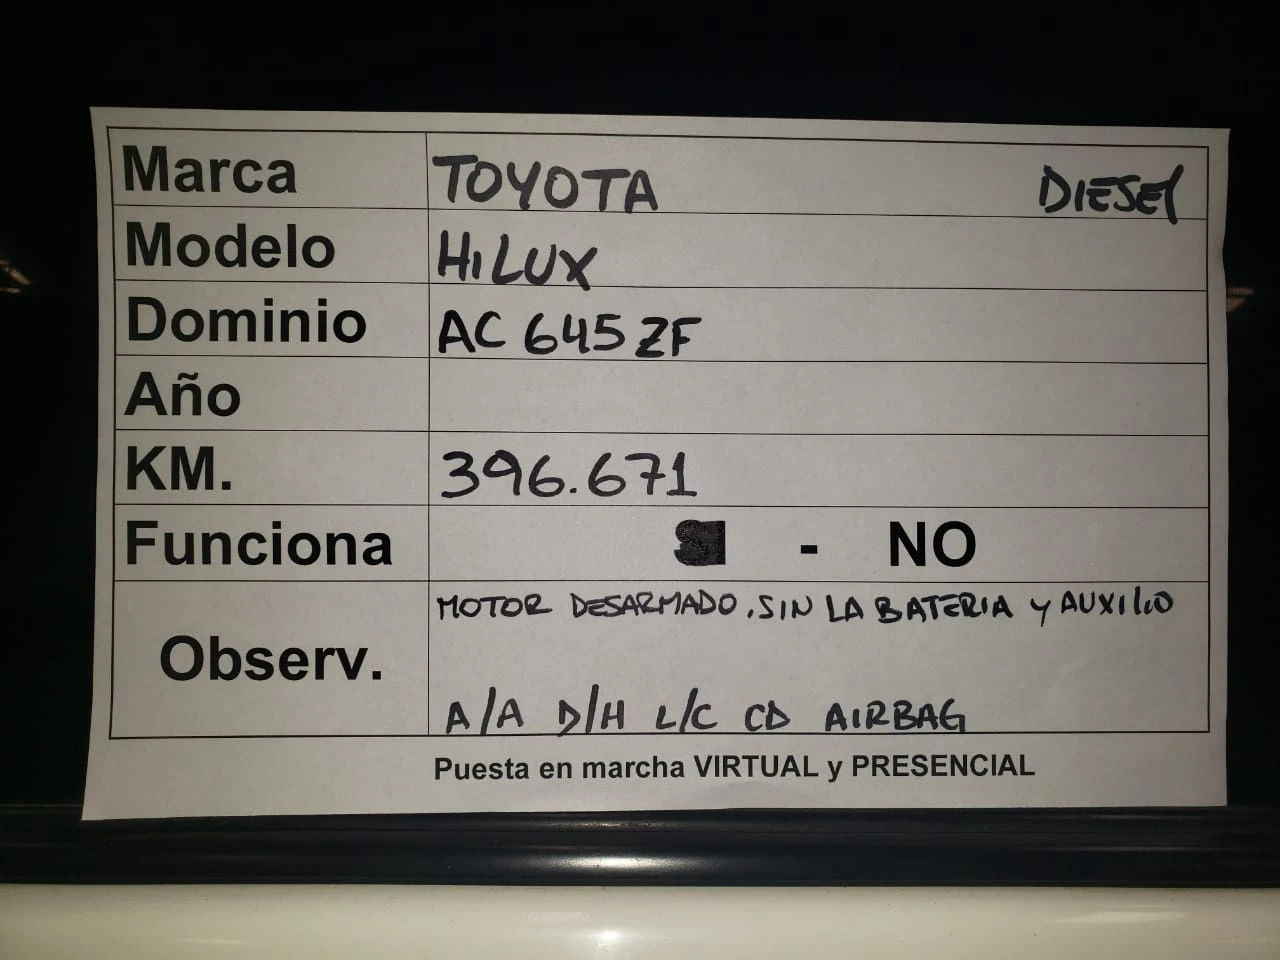 Marca TOYOTA DIESEL
Modelo HILUX
Dominio AC 645 ZF
Año
KM. 396.671
Funciona SI - NO
MOTOR DESARMADO. SIN LA BATERIA Y AUXILIO
Observ.
A/A D/H L/C CD AIRBAG
Puesta en marcha VIRTUAL y PRESENCIAL